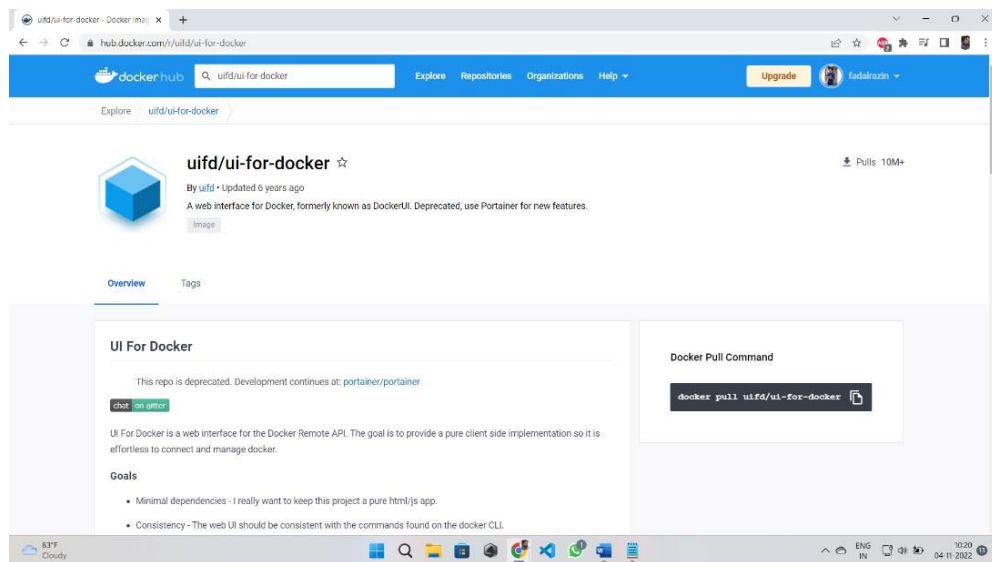 uifd/ui-for-docker - Docker Imag
hub.docker.com/r/uifd/ui-for-docker
dockerhub
uifd/ui-for-docker
Explore Repositories Organizations Help
Upgrade
fadalrazin
Explore uifd/ui-for-docker
uifd/ui-for-docker
Pulls 10M+
By uifd • Updated 6 years ago
A web interface for Docker, formerly known as DockerUI. Deprecated, use Portainer for new features.
Image
Overview Tags
UI For Docker
This repo is deprecated. Development continues at: portainer/portainer
chat on gitter
UI For Docker is a web interface for the Docker Remote API. The goal is to provide a pure client side implementation so it is
effortless to connect and manage docker.
Goals
• Minimal dependencies - I really want to keep this project a pure html/js app.
• Consistency - The web UI should be consistent with the commands found on the docker CLI.
Docker Pull Command
docker pull uifd/ui-for-docker
83°F
Cloudy
ENG
IN
10:20
04-11-2022